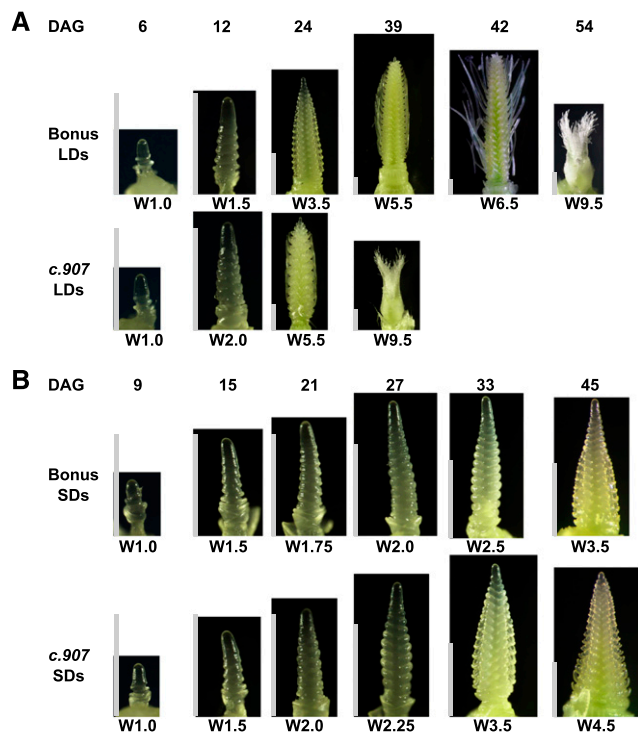 A DAG 6 12 24 39 42 54
Bonus
LDs
W1.0 W1.5 W3.5 W5.5 W6.5 W9.5
c.907
LDs
W1.0 W2.0 W5.5 W9.5
B DAG 9 15 21 27 33 45
Bonus
SDs
W1.0 W1.5 W1.75 W2.0 W2.5 W3.5
c.907
SDs
W1.0 W1.5 W2.0 W2.25 W3.5 W4.5